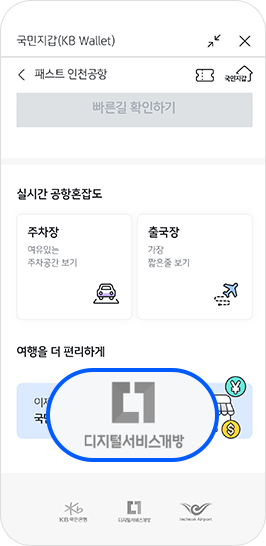 국민지갑(KB Wallet)
패스트 인천공항
국민지갑
빠른길 확인하기
실시간 공항혼잡도
주차장
여유있는
주차공간 보기
출국장
가장
짧은줄 보기
여행을 더 편리하게
이제
디지털서비스개방
KB국민은행
디지털서비스개방
Incheon Airport